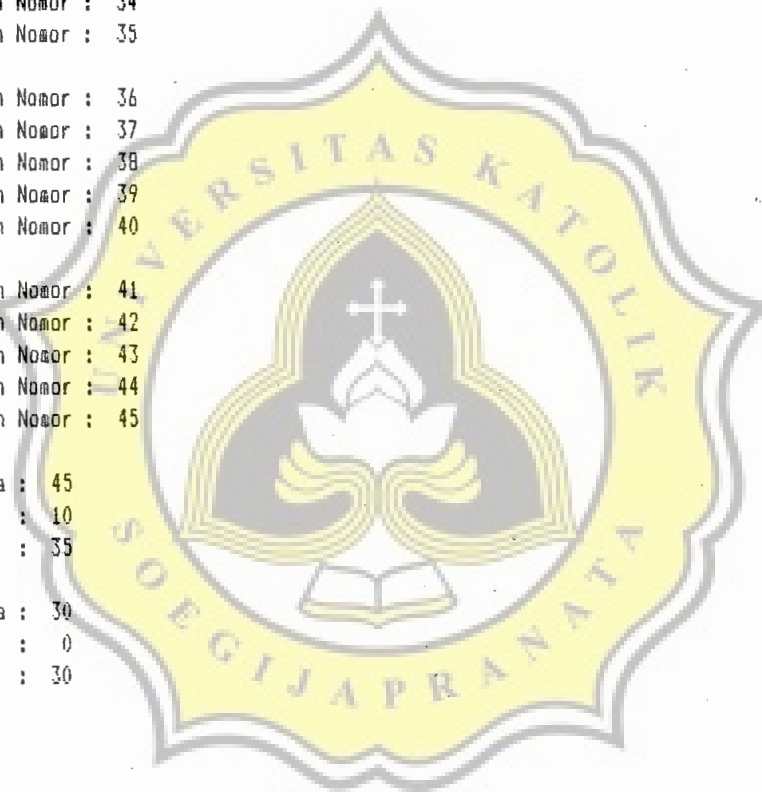 Nomor : 34
Nomor : 35
Nomor : 36
Nomor : 37
Nomor : 38
Nomor : 39
Nomor : 40
Nomor : 41
Nomor : 42
Nomor : 43
Nomor : 44
Nomor : 45
: 45
: 10
: 35
: 30
: 0
: 30
UNIVERSITAS KATOLIK
SOEGIJAPRANATA